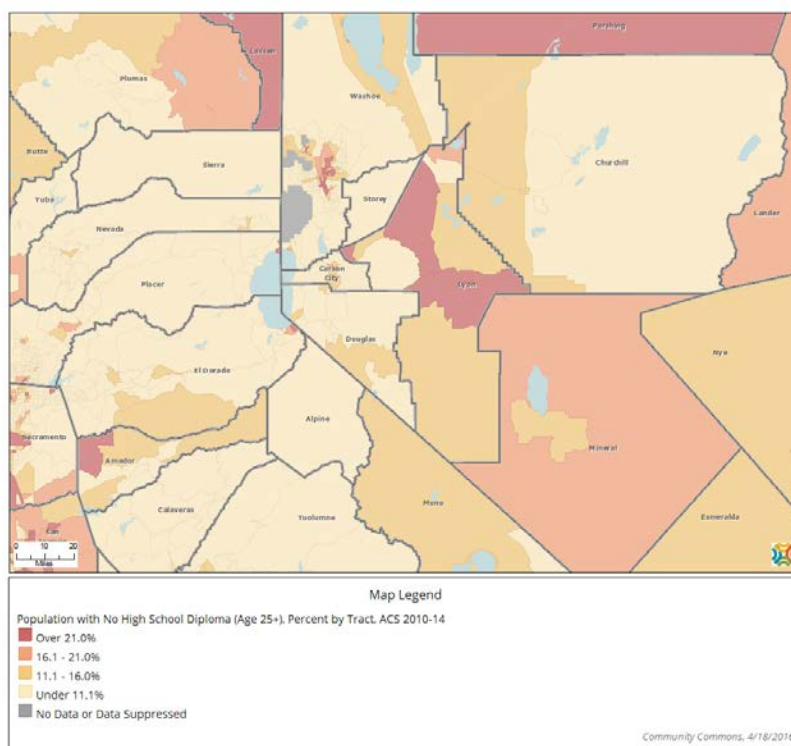 Pershing
Lassen
Plumas
Washoe
Butte
Sierra
Churchill
Yuba
Storey
Nevada
Lander
Carson
City
Placer
Lyon
Douglas
Nye
El Dorado
Alpine
Sacramento
Amador
Mineral
Calaveras
Mono
Tuolumne
Esmeralda
San
0 10 20
Miles
Map Legend
Population with No High School Diploma (Age 25+), Percent by Tract, ACS 2010-14
Over 21.0%
16.1 - 21.0%
11.1 - 16.0%
Under 11.1%
No Data or Data Suppressed
Community Commons, 4/18/2016